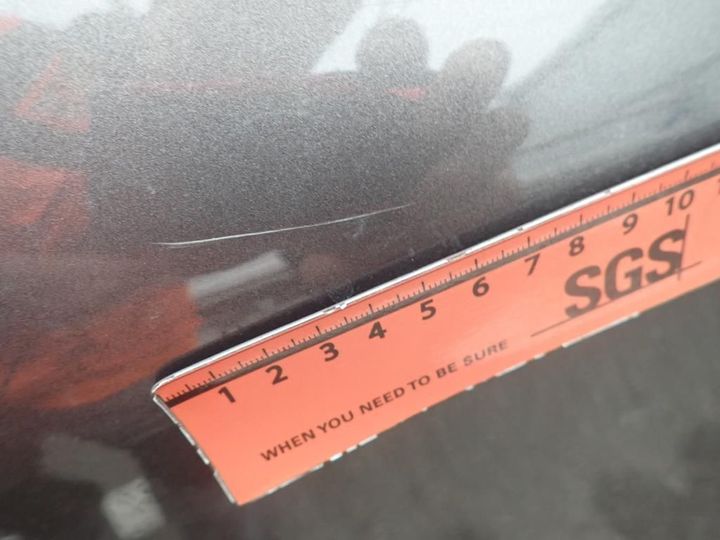 1 2 3 4 5 6 7 8 9 10
SGS
WHEN YOU NEED TO BE SURE